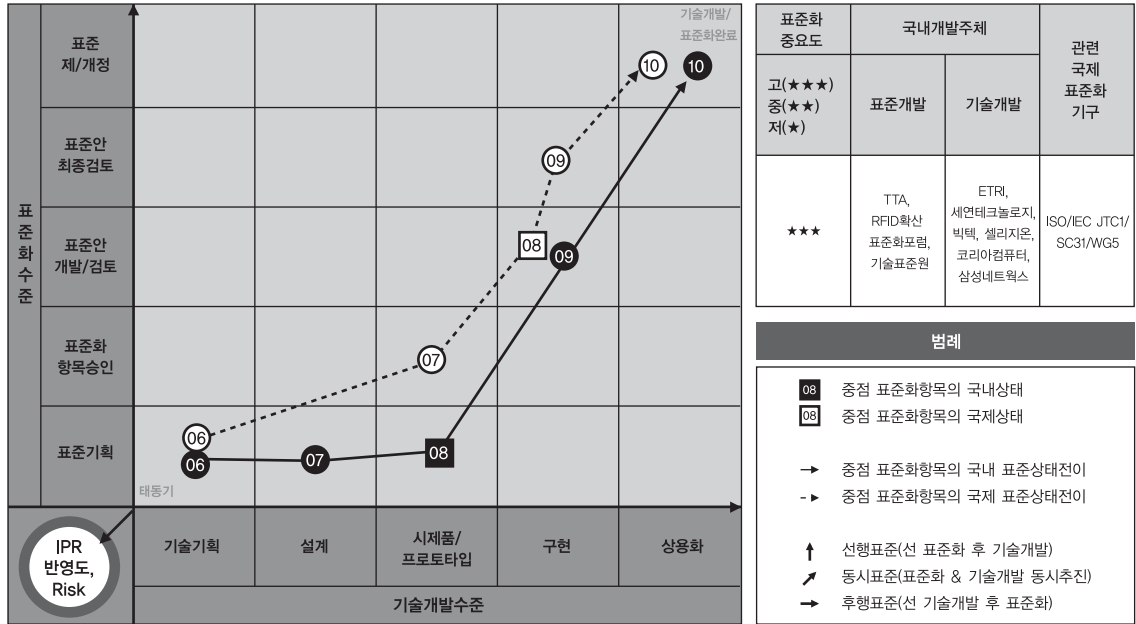 기술개발/
표준화완료
표준
제/개정
10
10
표준안
최종검토
09
표준화수준
표준안
개발/검토
08
09
표준화
항목승인
07
표준기획
06
06
07
08
태동기
IPR
반영도,
Risk
기술기획
설계
시제품/
프로토타입
구현
상용화
기술개발수준
표준화
중요도
국내개발주체
관련
국제
표준화
기구
고(★★★)
중(★★)
저(★)
표준개발
기술개발
★★★
TTA,
RFID확산
표준화포럼,
기술표준원
ETRI,
세연테크놀로지,
빅텍, 셀리지온,
코리아컴퓨터,
삼성네트웍스
ISO/IEC JTC1/
SC31/WG5
범례
08 중점 표준화항목의 국내상태
08 중점 표준화항목의 국제상태
중점 표준화항목의 국내 표준상태전이
중점 표준화항목의 국제 표준상태전이
선행표준(선 표준화 후 기술개발)
동시표준(표준화 & 기술개발 동시추진)
후행표준(선 기술개발 후 표준화)